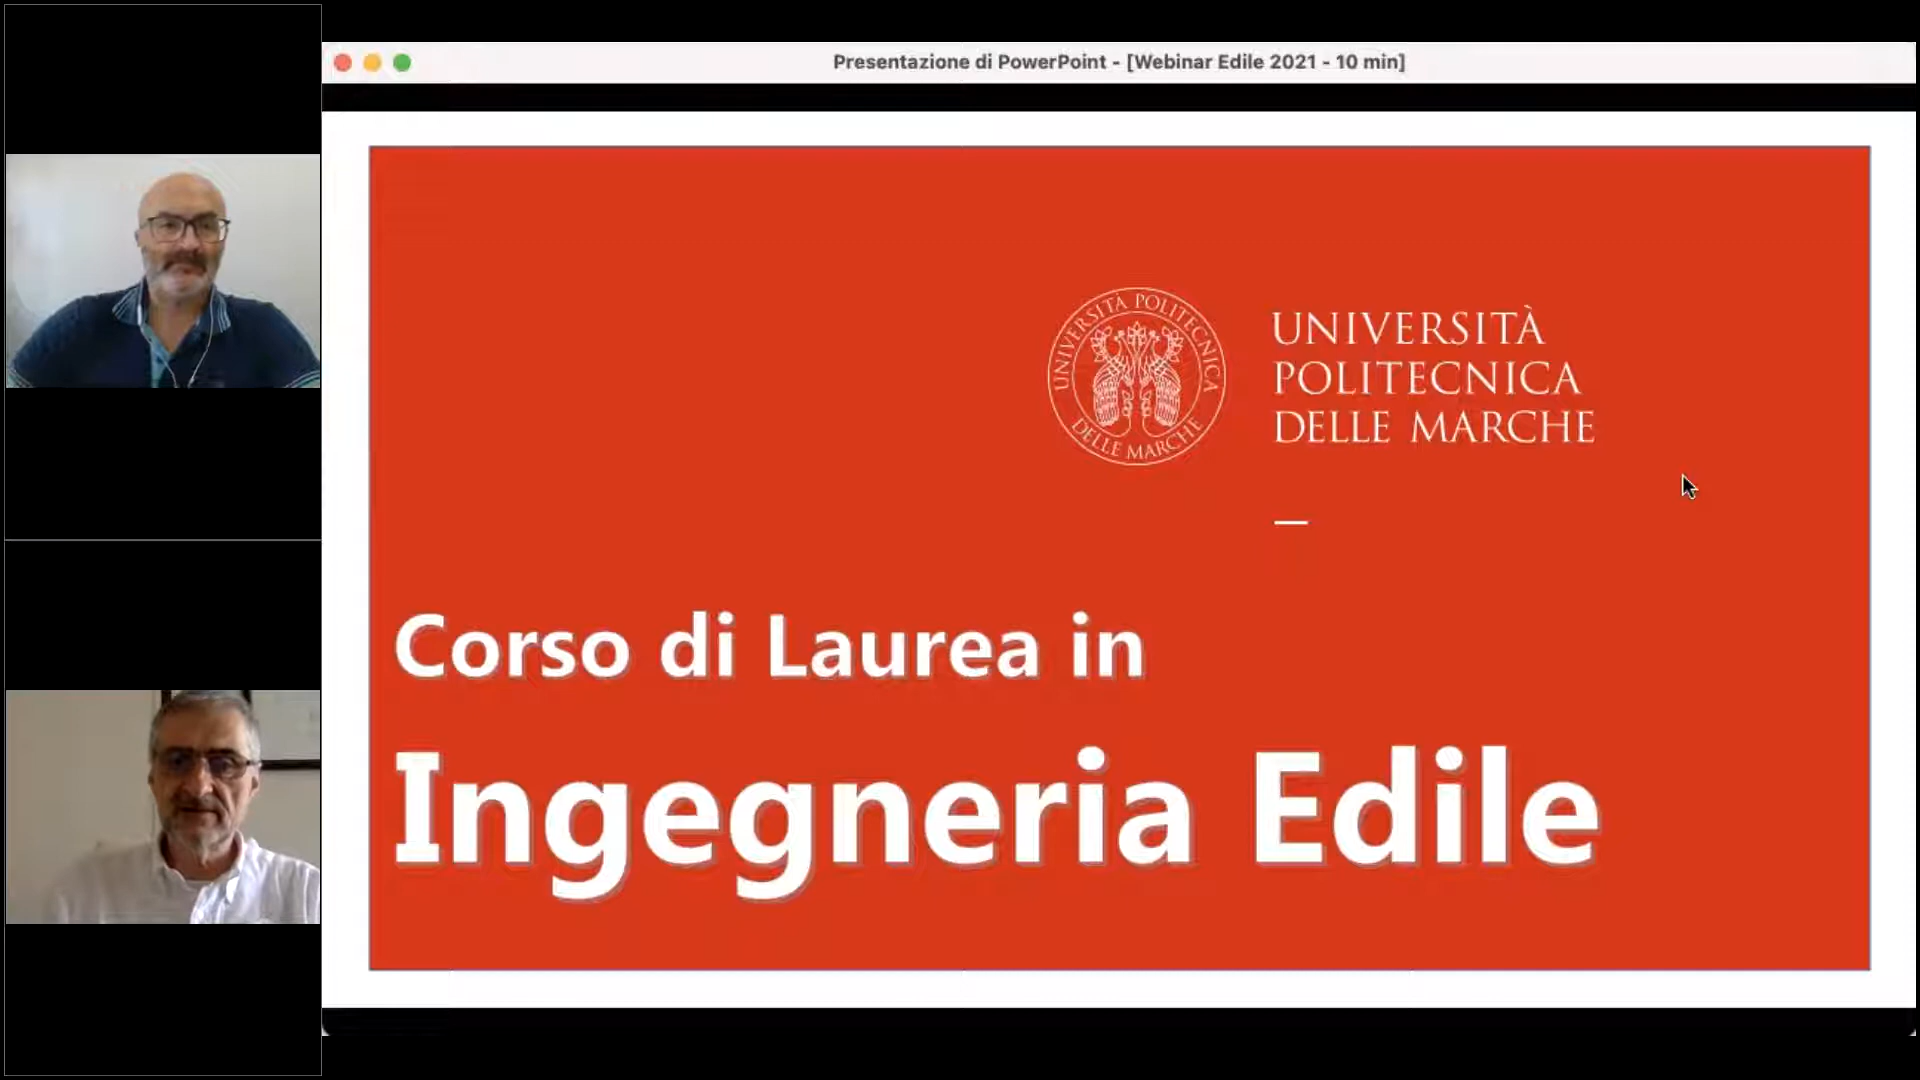 Presentazione di PowerPoint - [Webinar Edile 2021 - 10 min]
UNIVERSITÀ POLITECNICA
DELLE MARCHE
UNIVERSITÀ
POLITECNICA
DELLE MARCHE
Corso di Laurea in
Ingegneria Edile